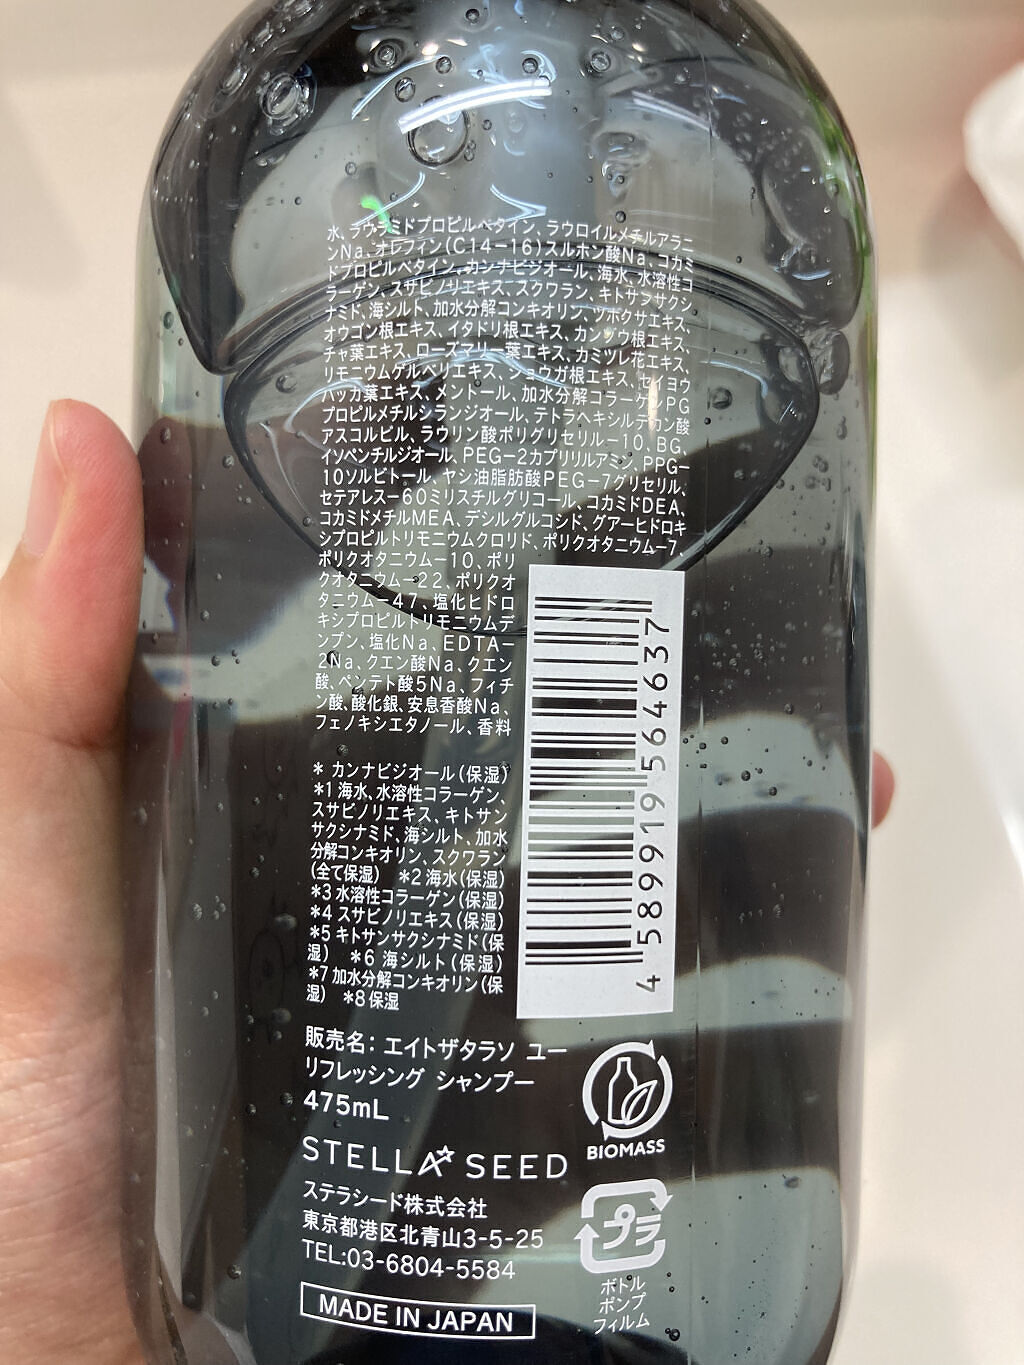 水、ラウラミドプロピルベタイン、ラウロイルメチルアラニ
ンNa、オレフィン(C14-16)スルホン酸Na、コカミ
ドプロピルベタイン、カンナビジオール、海水、水溶性コ
ラーゲン、スサビノリエキス、スクワラン、キトサンサクシ
ナミド、海シルト、加水分解コンキオリン、ツボクサエキス、
オウゴン根エキス、イタドリ根エキス、カンゾウ根エキス、
チャ葉エキス、ローズマリー葉エキス、カミツレ花エキス、
リモニウムゲルベリエキス、ショウガ根エキス、セイヨウ
ハッカ葉エキス、メントール、加水分解コラーゲンPG
プロピルメチルシランジオール、テトラヘキシルデカン酸
アスコルビル、ラウリン酸ポリグリセリル-10、BG、
イソペンチルジオール、PEG-2カプリリルアミン、PPG-
10ソルビトール、ヤシ油脂肪酸PEG-7グリセリル、
セテアレス-60ミリスチルグリコール、コカミドDEA、
コカミドメチルMEA、デシルグルコシド、グアーヒドロキ
シプロピルトリモニウムクロリド、ポリクオタニウム-7、
ポリクオタニウム-10、ポリ
クオタニウム-22、ポリクオ
タニウム-47、塩化ヒドロ
キシプロピルトリモニウムデ
ンプン、塩化Na、EDTA-
2Na、クエン酸Na、クエン
酸、ペンテト酸5Na、フィチ
ン酸、酸化銀、安息香酸Na、
フェノキシエタノール、香料
* カンナビジオール(保湿)
*1 海水、水溶性コラーゲン、
スサビノリエキス、キトサン
サクシナミド、海シルト、加水
分解コンキオリン、スクワラン
(全て保湿) *2 海水(保湿)
*3 水溶性コラーゲン(保湿)
*4 スサビノリエキス(保湿)
*5 キトサンサクシナミド(保
湿) *6 海シルト(保湿)
*7 加水分解コンキオリン(保
湿) *8 保湿
4 589919 564637
販売名: エイトザタラソ ユー
リフレッシング シャンプー
475mL
STELLA SEED
ステラシード株式会社
東京都港区北青山3-5-25
TEL:03-6804-5584
MADE IN JAPAN
BIOMASS
プラ
ボトル
ポンプ
フィルム